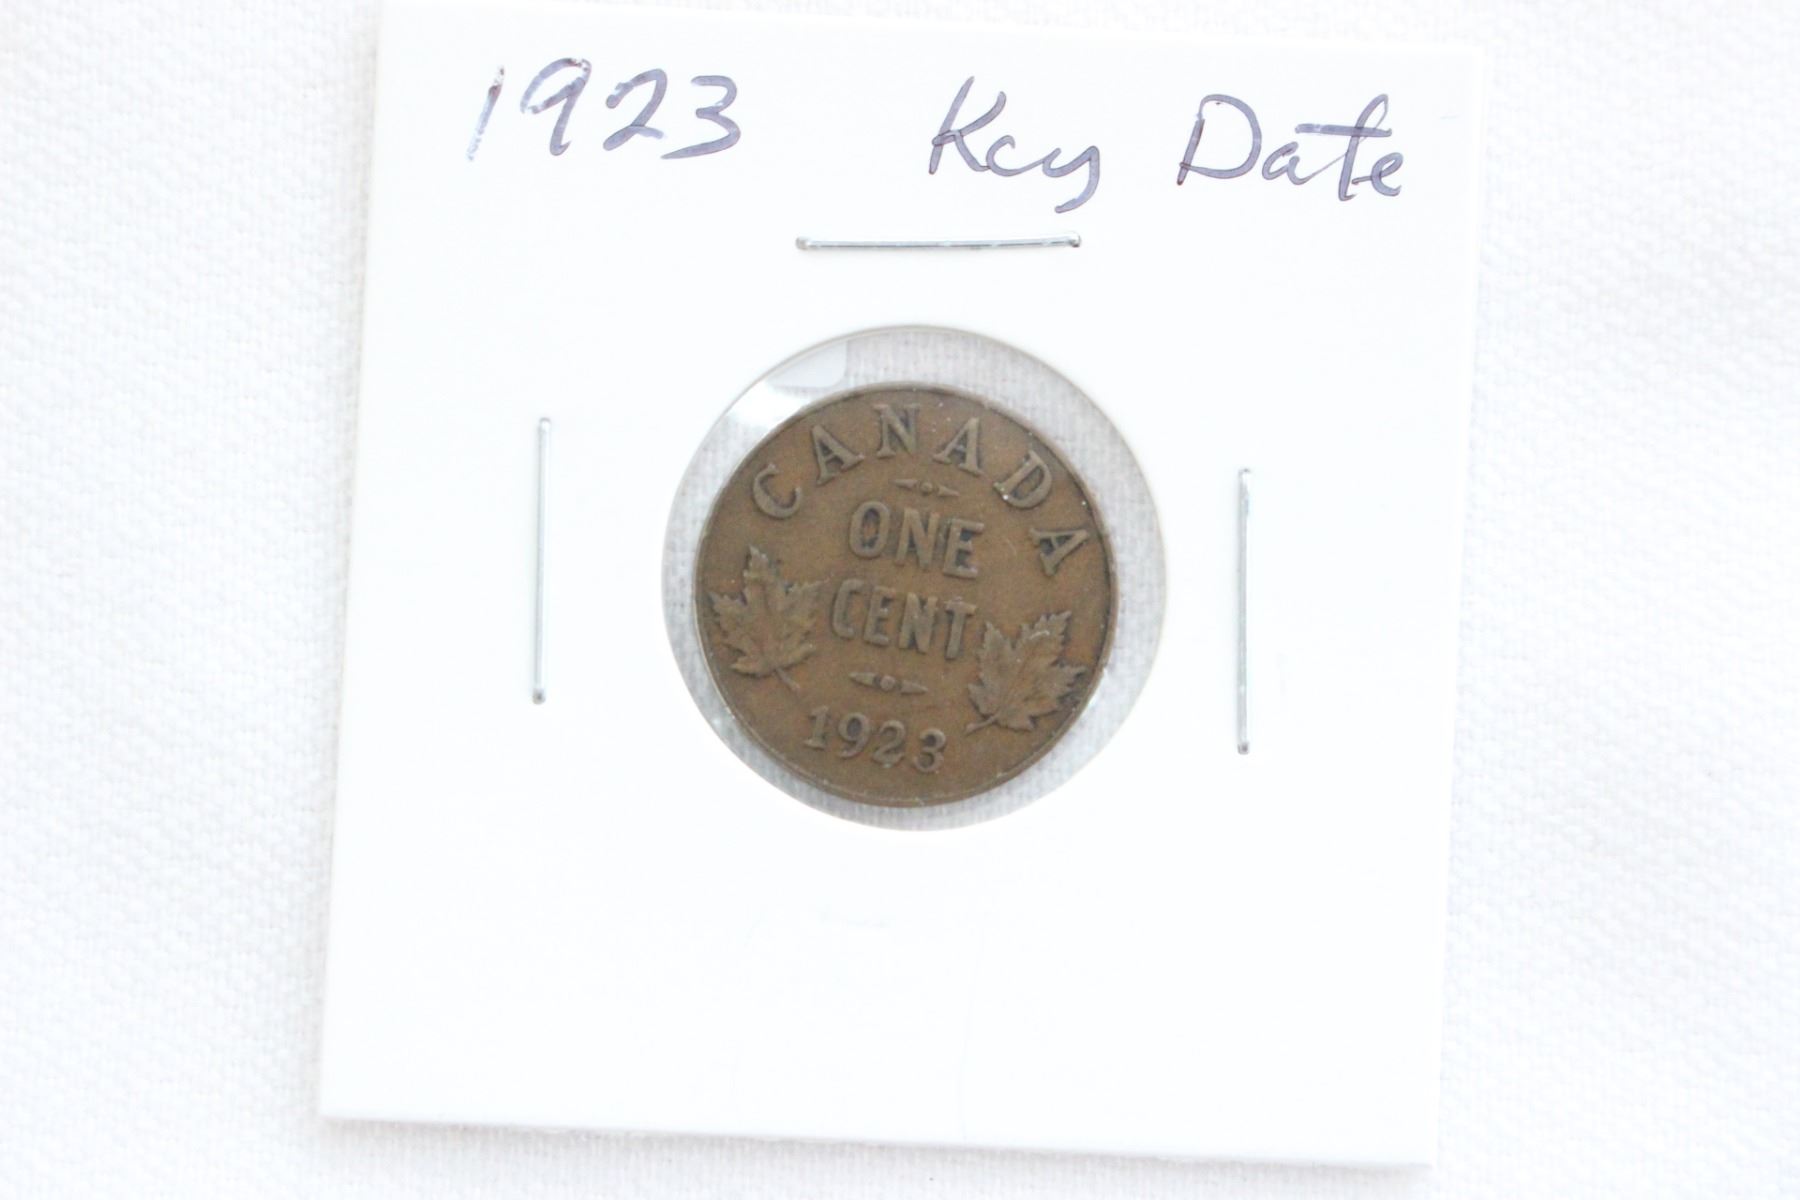 1923 Key Date
CANADA
ONE
CENT
1923